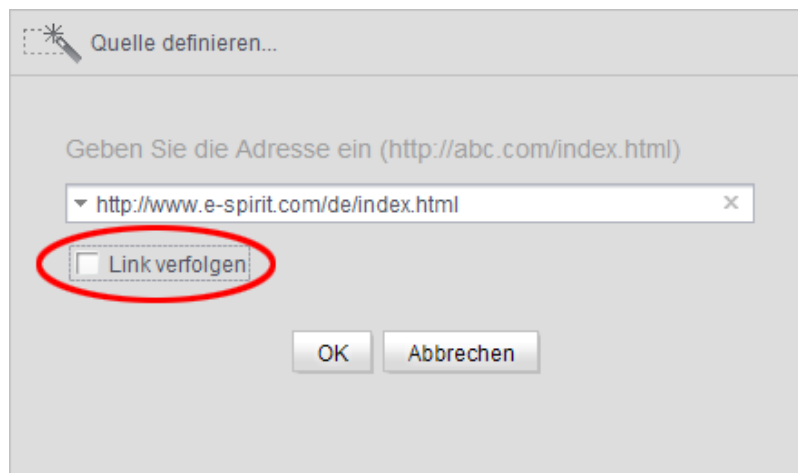 Quelle definieren...
Geben Sie die Adresse ein (http://abc.com/index.html)
http://www.e-spirit.com/de/index.html
Link verfolgen
OK Abbrechen